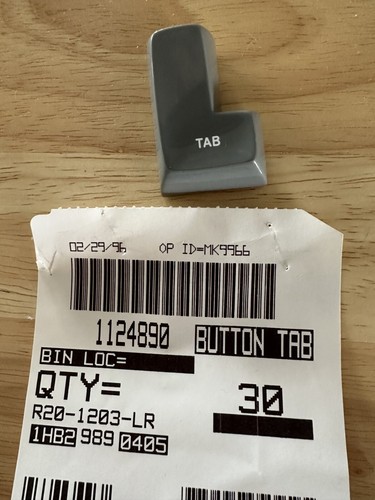 TAB
02/29/96 OP ID=MK9966
1124890 BUTTON TAB
BIN LOC=
QTY= 30
R20-1203-LR
1HB2 989 0405